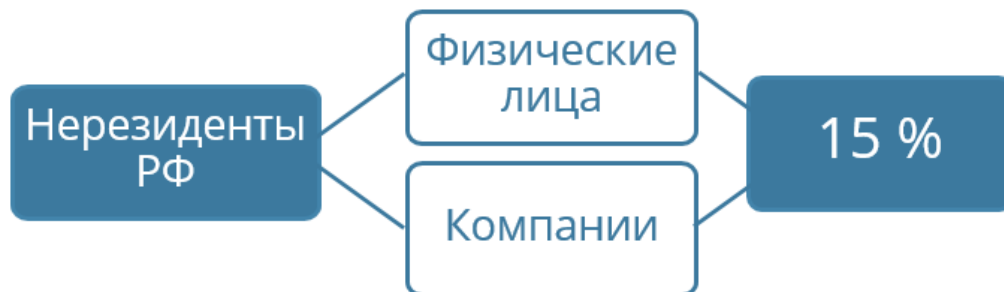 Нерезиденты
РФ
Физические
лица
Компании
15 %